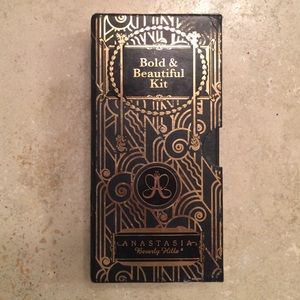 Bold &
Beautiful
Kit
ANASTASIA
Beverly Hills®